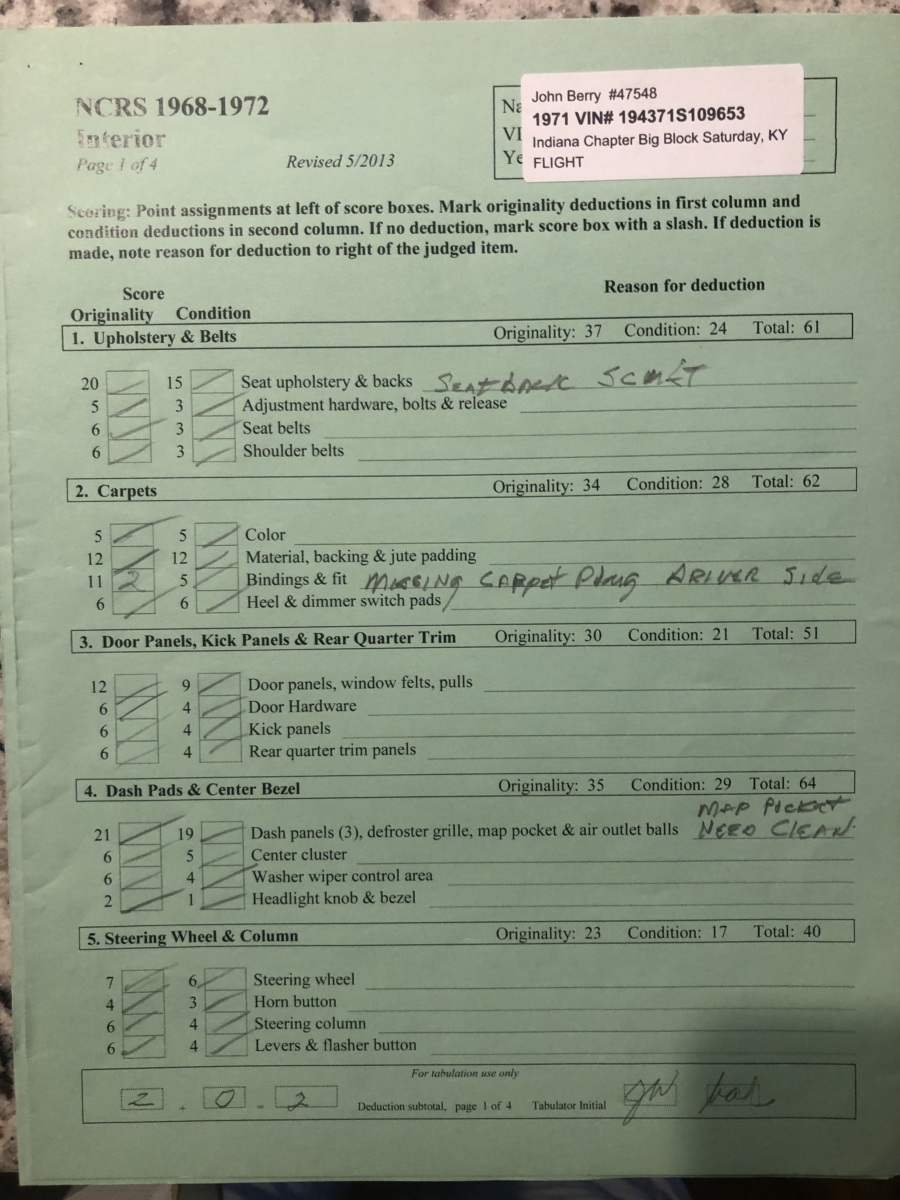 NCRS 1968-1972
Interior
Page 1 of 4
Revised 5/2013
Na
VI
Ye
John Berry #47548
1971 VIN# 194371S109653
Indiana Chapter Big Block Saturday, KY
FLIGHT
Scoring: Point assignments at left of score boxes. Mark originality deductions in first column and
condition deductions in second column. If no deduction, mark score box with a slash. If deduction is
made, note reason for deduction to right of the judged item.
Score
Reason for deduction
Originality Condition
1. Upholstery & Belts Originality: 37 Condition: 24 Total: 61
20 15 Seat upholstery & backs SEAT BACK
5 3 Adjustment hardware, bolts & release
6 3 Seat belts
6 3 Shoulder belts
2. Carpets Originality: 34 Condition: 28 Total: 62
5 5 Color
12 12 Material, backing & jute padding
11 2 5 Bindings & fit MISSING CARPET Plug DRIVER SIDE
6 6 Heel & dimmer switch pads
3. Door Panels, Kick Panels & Rear Quarter Trim Originality: 30 Condition: 21 Total: 51
12 9 Door panels, window felts, pulls
6 4 Door Hardware
6 4 Kick panels
6 4 Rear quarter trim panels
4. Dash Pads & Center Bezel Originality: 35 Condition: 29 Total: 64
MAP POCKET
21 19 Dash panels (3), defroster grille, map pocket & air outlet balls NEED CLEAN
6 5 Center cluster
6 4 Washer wiper control area
2 1 Headlight knob & bezel
5. Steering Wheel & Column Originality: 23 Condition: 17 Total: 40
7 6 Steering wheel
4 3 Horn button
6 4 Steering column
6 4 Levers & flasher button
For tabulation use only
2 + 0 = 2 Deduction subtotal, page 1 of 4 Tabulator Initial